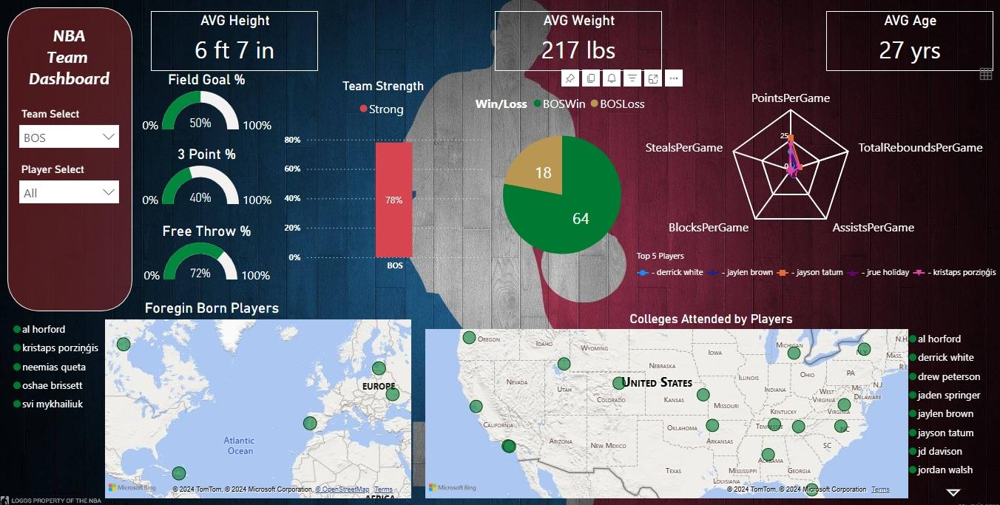 NBA
Team
Dashboard
Team Select
BOS
Player Select
All
AVG Height
6 ft 7 in
AVG Weight
217 lbs
AVG Age
27 yrs
Field Goal %
0%
50%
100%
3 Point %
0%
40%
100%
Free Throw %
0%
72%
100%
Team Strength
Strong
80%
60%
40%
20%
0%
78%
BOS
Win/Loss BOSWin BOSLoss
18
64
PointsPerGame
25
0
StealsPerGame
TotalReboundsPerGame
BlocksPerGame
AssistsPerGame
Top 5 Players
- derrick white - jaylen brown - jayson tatum - jrue holiday - kristaps porziņģis
Foregin Born Players
al horford
kristaps porziņģis
neemias queta
oshae brissett
svi mykhailiuk
EUROPE
Atlantic
Ocean
AFRICA
Microsoft Bing
© 2024 TomTom, © 2024 Microsoft Corporation, © OpenStreetMap Terms
Colleges Attended by Players
OREGON
IDAHO
WYOMING
IOWA
MICHIGAN
N.Y.
N.H.
MASS.
R.I.
NEBRASKA
NEVADA
UTAH
UNITED STATES
ILLINOIS
INDIANA
OHIO
PA
N.J.
MD.
DELAWARE
COLORADO
KANSAS
MISSOURI
WEST
VIRGINIA
VIRGINIA
KENTUCKY
CALIFORNIA
OKLAHOMA
TENNESSEE
NC
ARIZONA
NEW MEXICO
ARKANSAS
SC
TEXAS
MISSISSIPPI
ALABAMA
GEORGIA
LOUISIANA
Microsoft Bing
© 2024 TomTom, © 2024 Microsoft Corporation Terms
al horford
derrick white
drew peterson
jaden springer
jaylen brown
jayson tatum
jd davison
jordan walsh
LOGOS PROPERTY OF THE NBA